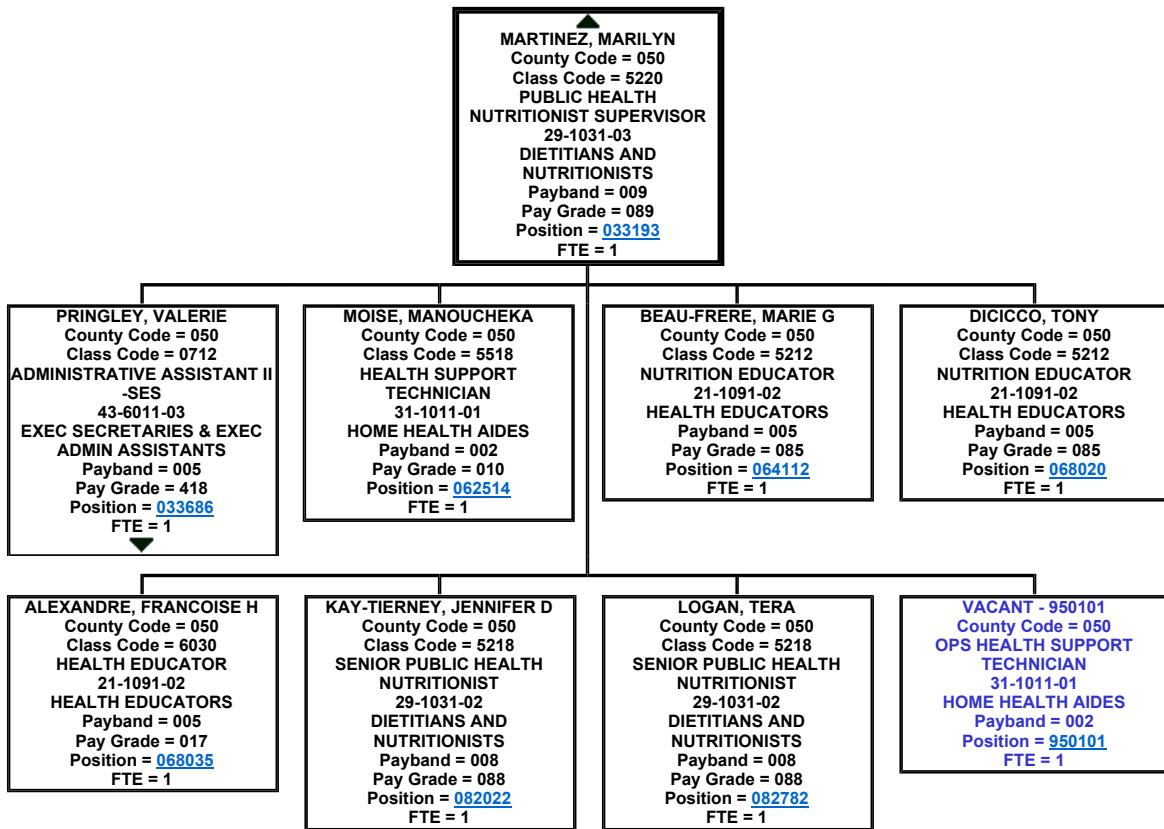 MARTINEZ, MARILYN
County Code = 050
Class Code = 5220
PUBLIC HEALTH
NUTRITIONIST SUPERVISOR
29-1031-03
DIETITIANS AND
NUTRITIONISTS
Payband = 009
Pay Grade = 089
Position = 033193
FTE = 1
PRINGLEY, VALERIE
County Code = 050
Class Code = 0712
ADMINISTRATIVE ASSISTANT II
-SES
43-6011-03
EXEC SECRETARIES & EXEC
ADMIN ASSISTANTS
Payband = 005
Pay Grade = 418
Position = 033686
FTE = 1
MOISE, MANOUCHEKA
County Code = 050
Class Code = 5518
HEALTH SUPPORT
TECHNICIAN
31-1011-01
HOME HEALTH AIDES
Payband = 002
Pay Grade = 010
Position = 062514
FTE = 1
BEAU-FRERE, MARIE G
County Code = 050
Class Code = 5212
NUTRITION EDUCATOR
21-1091-02
HEALTH EDUCATORS
Payband = 005
Pay Grade = 085
Position = 064112
FTE = 1
DICICCO, TONY
County Code = 050
Class Code = 5212
NUTRITION EDUCATOR
21-1091-02
HEALTH EDUCATORS
Payband = 005
Pay Grade = 085
Position = 068020
FTE = 1
ALEXANDRE, FRANCOISE H
County Code = 050
Class Code = 6030
HEALTH EDUCATOR
21-1091-02
HEALTH EDUCATORS
Payband = 005
Pay Grade = 017
Position = 068035
FTE = 1
KAY-TIERNEY, JENNIFER D
County Code = 050
Class Code = 5218
SENIOR PUBLIC HEALTH
NUTRITIONIST
29-1031-02
DIETITIANS AND
NUTRITIONISTS
Payband = 008
Pay Grade = 088
Position = 082022
FTE = 1
LOGAN, TERA
County Code = 050
Class Code = 5218
SENIOR PUBLIC HEALTH
NUTRITIONIST
29-1031-02
DIETITIANS AND
NUTRITIONISTS
Payband = 008
Pay Grade = 088
Position = 082782
FTE = 1
VACANT - 950101
County Code = 050
OPS HEALTH SUPPORT
TECHNICIAN
31-1011-01
HOME HEALTH AIDES
Payband = 002
Position = 950101
FTE = 1